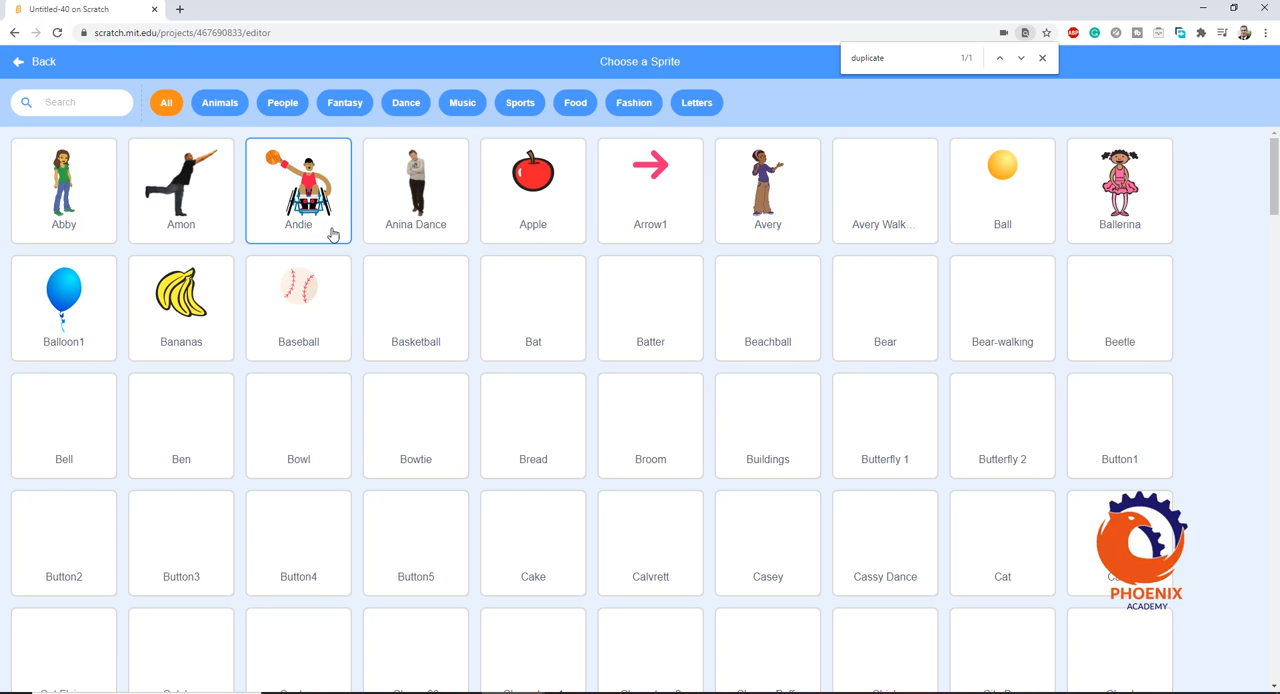 Untitled-40 on Scratch
scratch.mit.edu/projects/467690833/editor
ABP
duplicate 1/1
Back
Choose a Sprite
Search
All Animals People Fantasy Dance Music Sports Food Fashion Letters
Abby Amon Andie Anina Dance Apple Arrow1 Avery Avery Walk... Ball Ballerina
Balloon1 Bananas Baseball Basketball Bat Batter Beachball Bear Bear-walking Beetle
Bell Ben Bowl Bowtie Bread Broom Buildings Butterfly 1 Butterfly 2 Button1
Button2 Button3 Button4 Button5 Cake Calvrett Casey Cassy Dance Cat
PHOENIX
ACADEMY